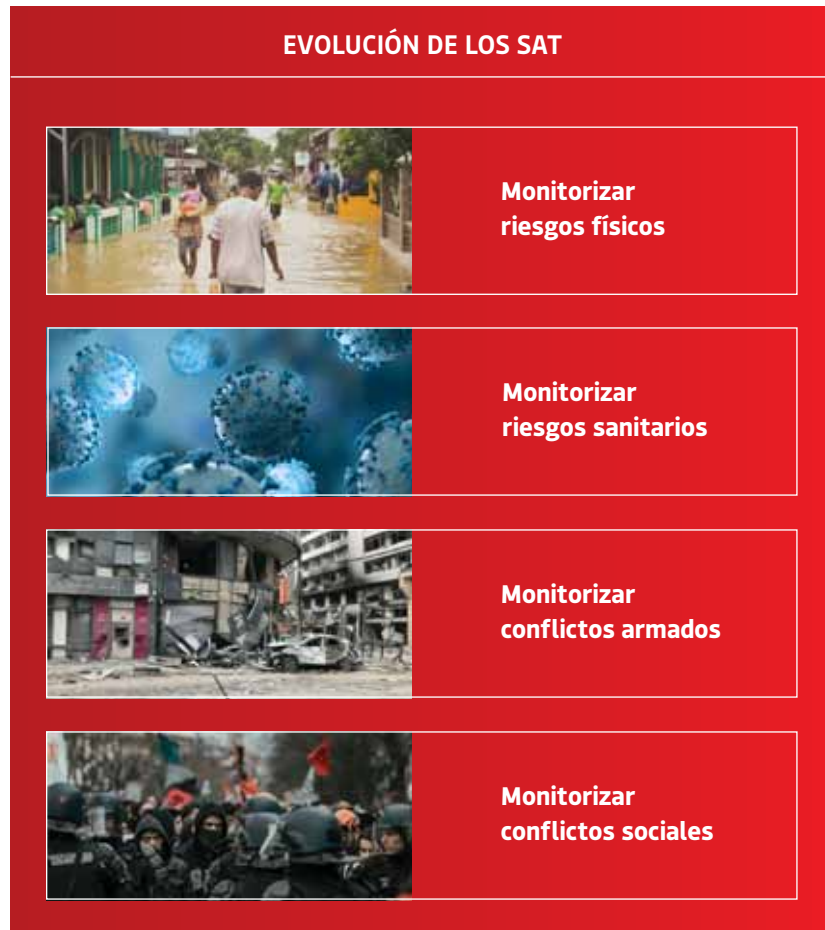 EVOLUCIÓN DE LOS SAT
Monitorizar
riesgos físicos
Monitorizar
riesgos sanitarios
Monitorizar
conflictos armados
Monitorizar
conflictos sociales